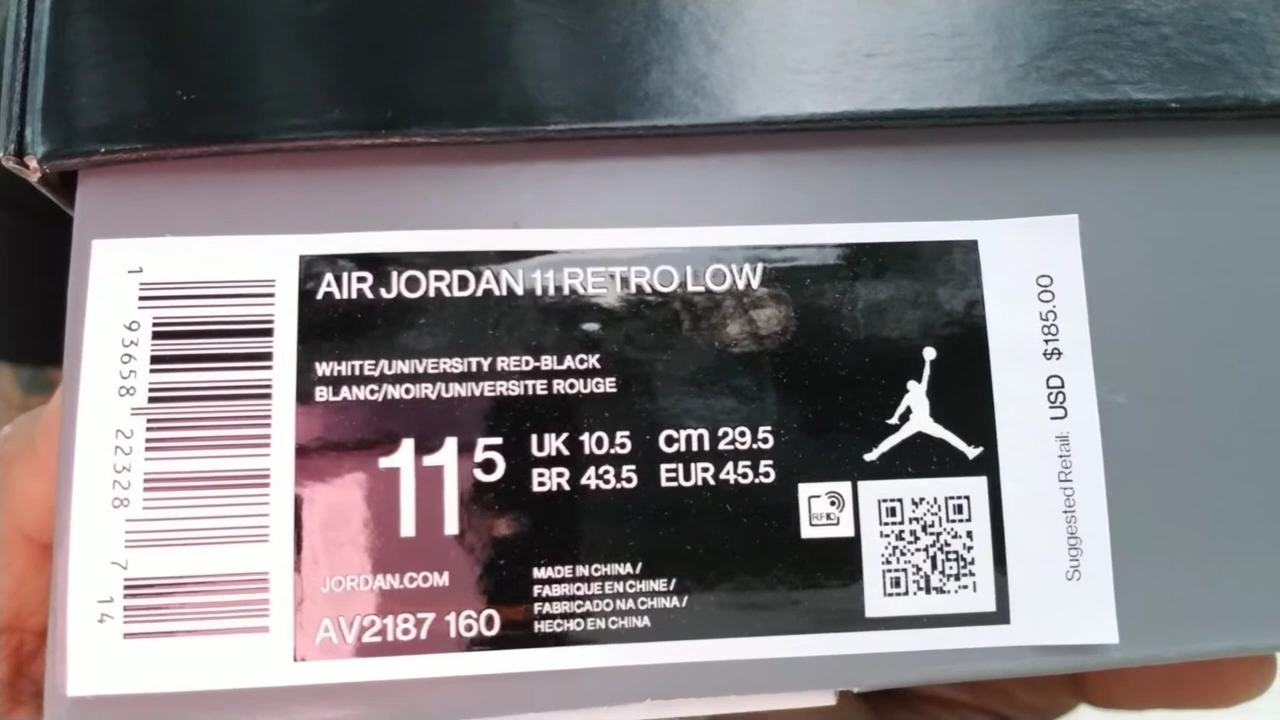 AIR JORDAN 11 RETRO LOW
WHITE/UNIVERSITY RED-BLACK
BLANC/NOIR/UNIVERSITE ROUGE
11 5
UK 10.5 cm 29.5
BR 43.5 EUR 45.5
RFID
JORDAN.COM
AV2187 160
MADE IN CHINA /
FABRIQUE EN CHINE /
FABRICADO NA CHINA /
HECHO EN CHINA
1 93658 22328 7 14
Suggested Retail: USD $185.00